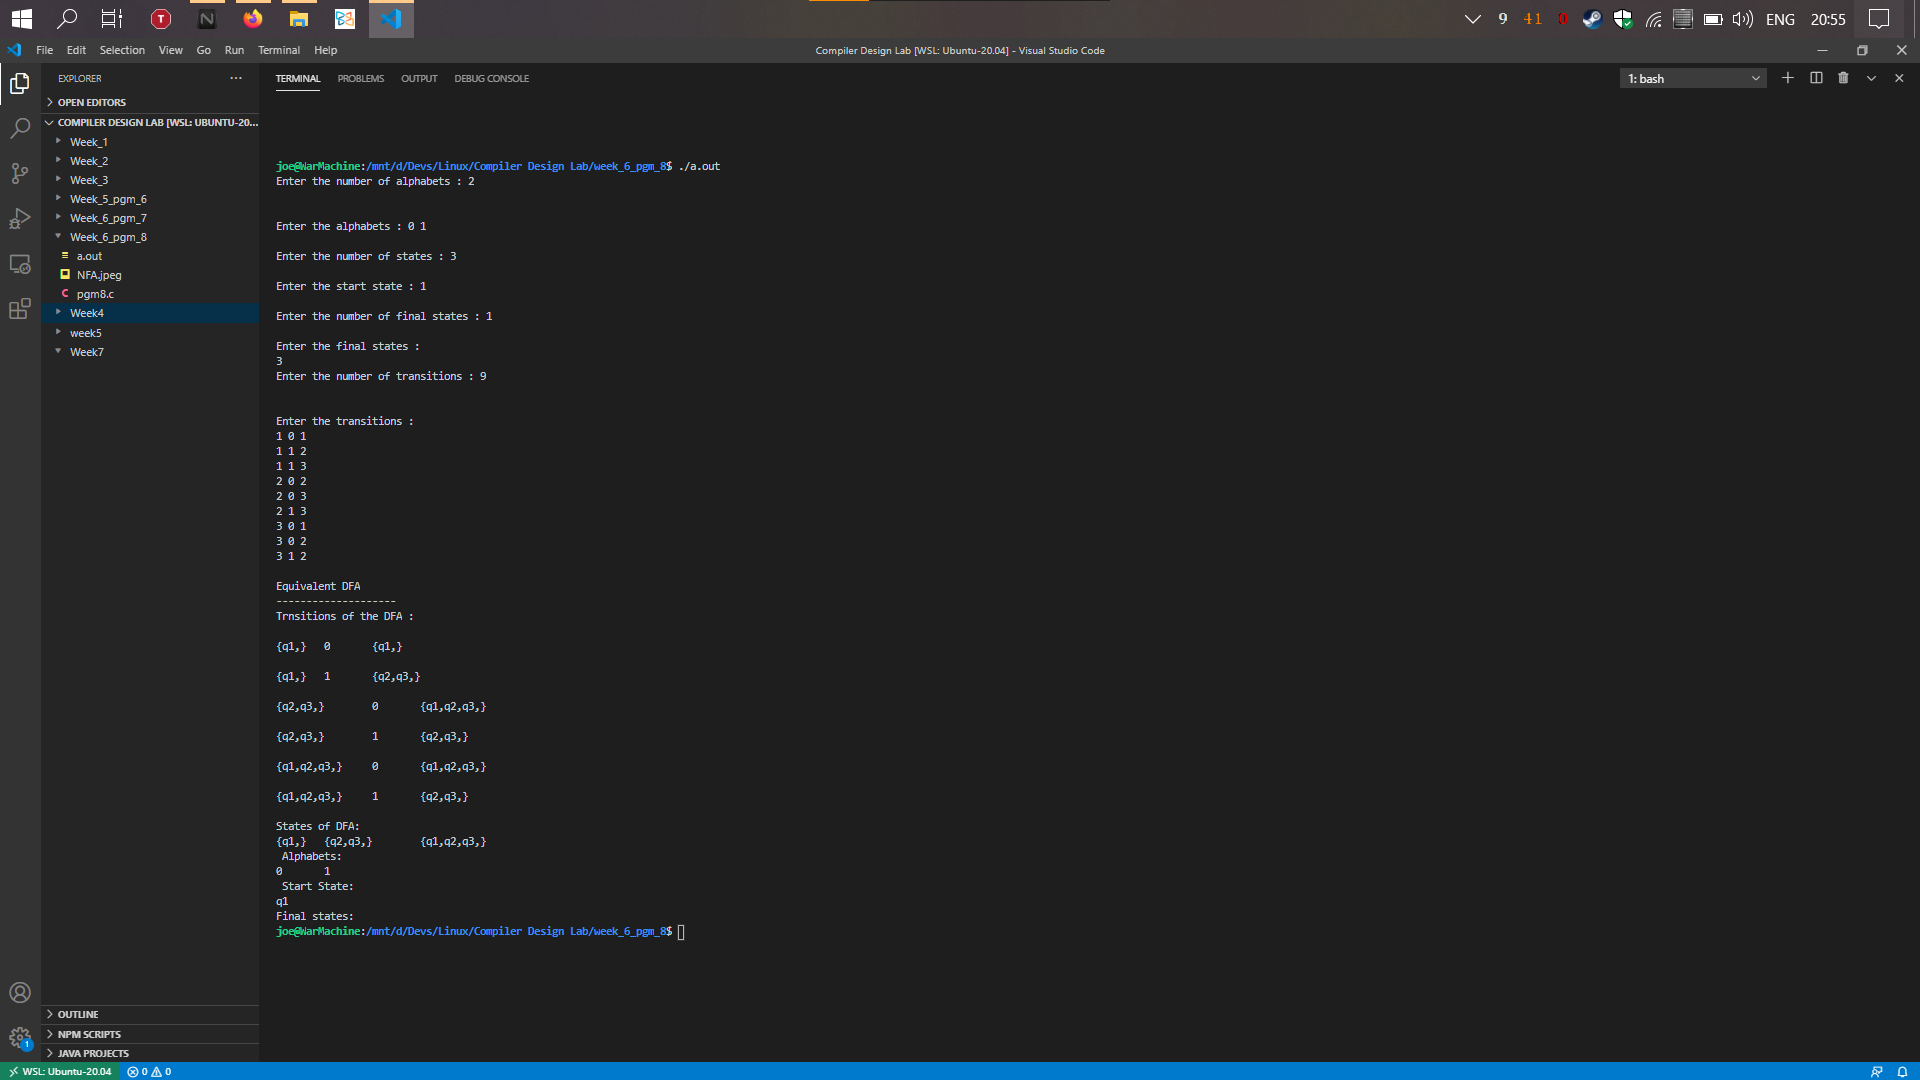 9 41 0 ENG 20:55
File Edit Selection View Go Run Terminal Help
Compiler Design Lab [WSL: Ubuntu-20.04] - Visual Studio Code
EXPLORER
OPEN EDITORS
COMPILER DESIGN LAB [WSL: UBUNTU-20...
Week_1
Week_2
Week_3
Week_5_pgm_6
Week_6_pgm_7
Week_6_pgm_8
a.out
NFA.jpeg
C pgm8.c
Week4
week5
Week7
OUTLINE
NPM SCRIPTS
JAVA PROJECTS
1
TERMINAL PROBLEMS OUTPUT DEBUG CONSOLE
1: bash
joe@WarMachine:/mnt/d/Devs/Linux/Compiler Design Lab/week_6_pgm_8$ ./a.out
Enter the number of alphabets : 2
Enter the alphabets : 0 1
Enter the number of states : 3
Enter the start state : 1
Enter the number of final states : 1
Enter the final states :
3
Enter the number of transitions : 9
Enter the transitions :
1 0 1
1 1 2
1 1 3
2 0 2
2 0 3
2 1 3
3 0 1
3 0 2
3 1 2
Equivalent DFA
--------------------
Trnsitions of the DFA :
{q1,} 0 {q1,}
{q1,} 1 {q2,q3,}
{q2,q3,} 0 {q1,q2,q3,}
{q2,q3,} 1 {q2,q3,}
{q1,q2,q3,} 0 {q1,q2,q3,}
{q1,q2,q3,} 1 {q2,q3,}
States of DFA:
{q1,} {q2,q3,} {q1,q2,q3,}
Alphabets:
0 1
Start State:
q1
Final states:
joe@WarMachine:/mnt/d/Devs/Linux/Compiler Design Lab/week_6_pgm_8$
WSL: Ubuntu-20.04 0 0